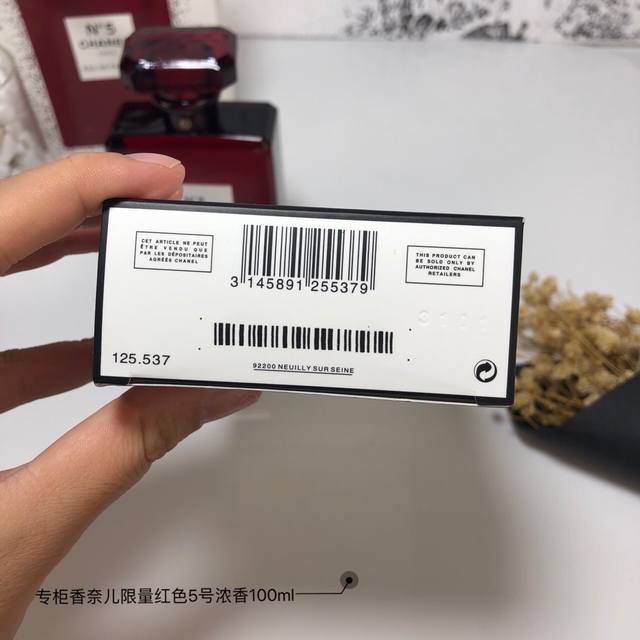 N°5
CHANEL
CET ARTICLE NE PEUT
ÊTRE VENDU QUE
PAR LES DÉPOSITAIRES
AGRÉÉS CHANEL
3 145891 255379
THIS PRODUCT CAN
BE SOLD ONLY BY
AUTHORIZED CHANEL
RETAILERS
125.537
92200 NEUILLY SUR SEINE
专柜香奈儿限量红色5号浓香100ml